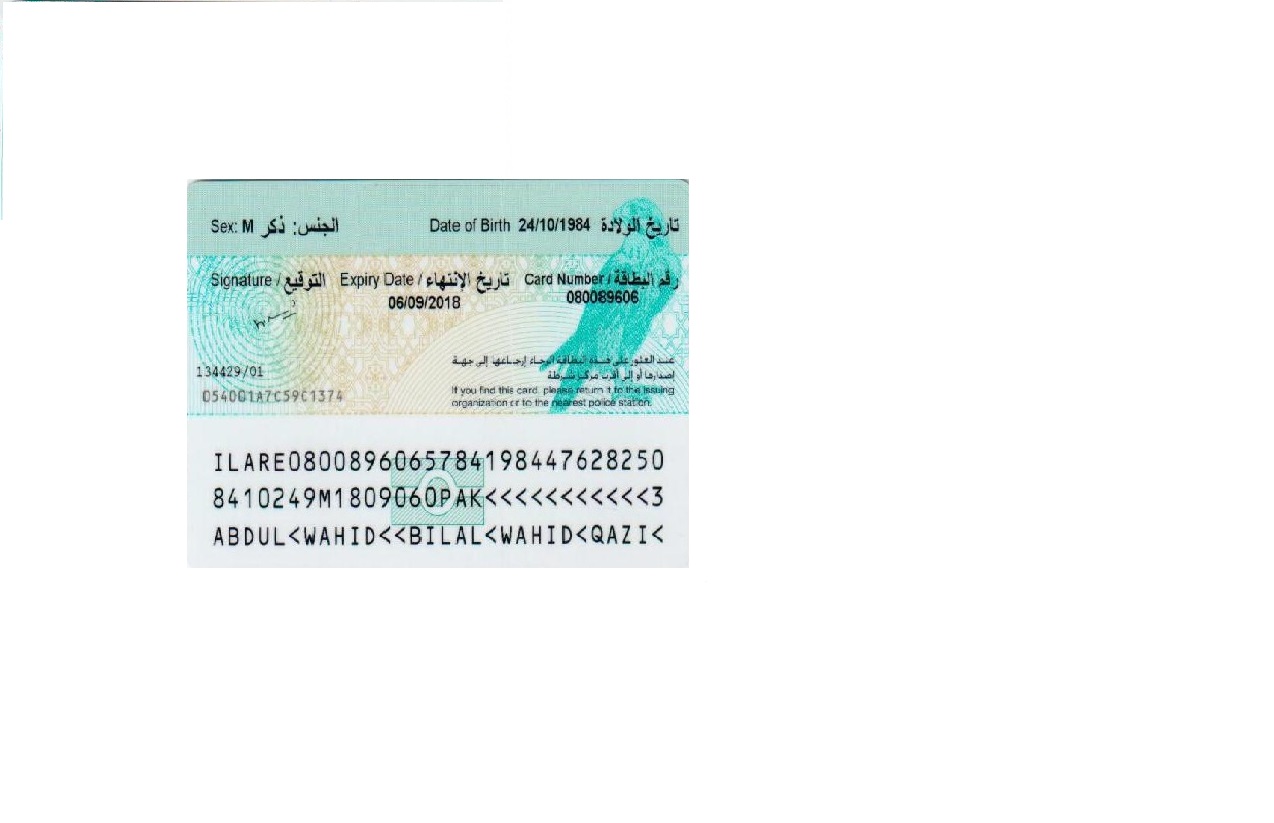 Sex: M الجنس: ذكر Date of Birth 24/10/1984 تاريخ الولادة
Signature / التوقيع Expiry Date / تاريخ الإنتهاء Card Number / رقم البطاقة
06/09/2018 080089606
عند العثور على هذه البطاقة الرجاء إرجاعها إلى جهة
إصدارها أو إلى أقرب مركز شرطة
134429/01
If you find this card, please return it to the issuing
organization or to the nearest police station.
ILARE0800896065784198447628250
8410249M1809060PAK<<<<<<<<<<<3
ABDUL<WAHID<<BILAL<WAHID<QAZI<